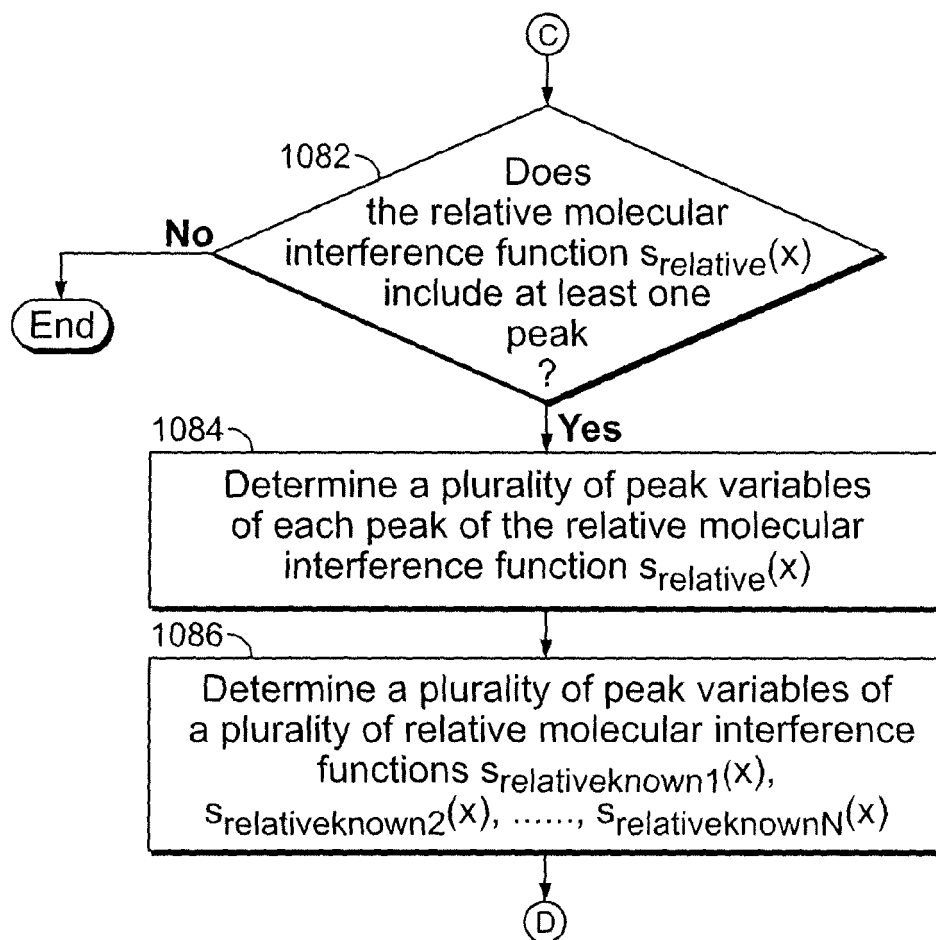 C
1082
Does
the relative molecular
interference function s_relative(x)
include at least one
peak
?
No
End
Yes
1084
Determine a plurality of peak variables
of each peak of the relative molecular
interference function s_relative(x)
1086
Determine a plurality of peak variables of
a plurality of relative molecular interference
functions s_relativeknown1(x),
s_relativeknown2(x), ......, s_relativeknownN(x)
D